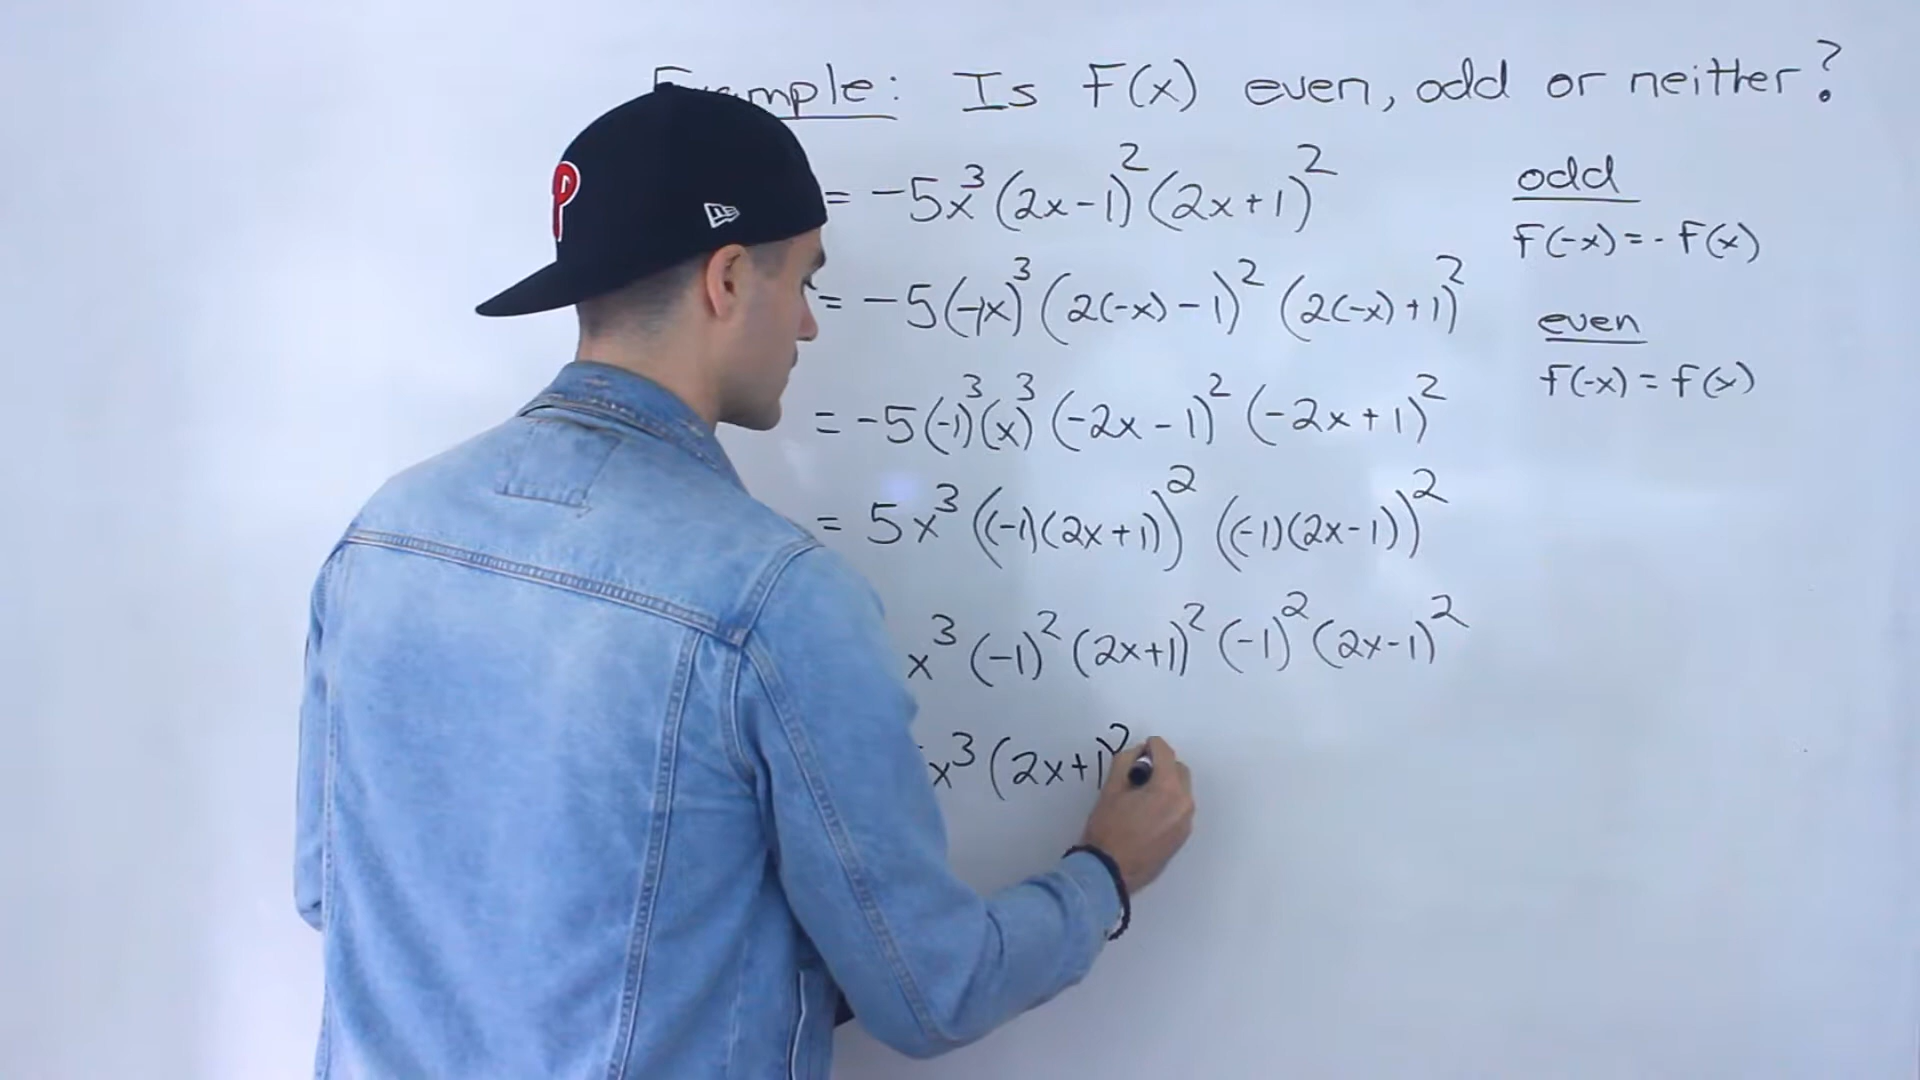 Example: Is F(x) even, odd or neither?
= -5x³(2x-1)²(2x+1)²
= -5(-1x)³(2(-x)-1)²(2(-x)+1)²
= -5(-1)³(x)³(-2x-1)²(-2x+1)²
= 5x³((-1)(2x+1))²((-1)(2x-1))²
x³(-1)²(2x+1)²(-1)²(2x-1)²
x³(2x+1)²
odd
F(-x)=-F(x)
even
F(-x)=F(x)
P